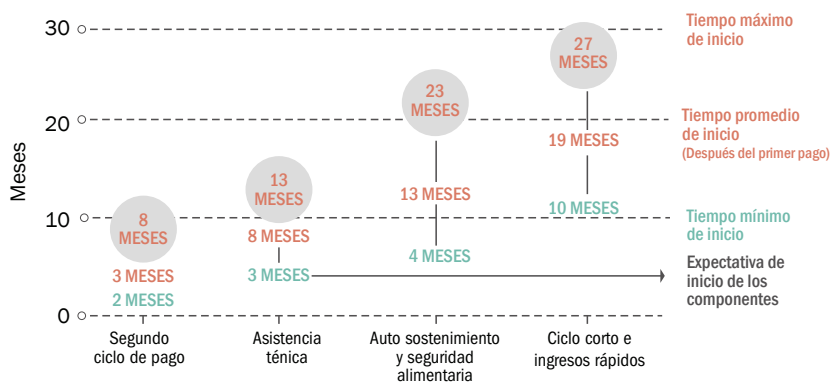 Meses
30
20
10
0
8
MESES
3 MESES
2 MESES
Segundo
ciclo de pago
13
MESES
8 MESES
3 MESES
Asistencia
ténica
23
MESES
13 MESES
4 MESES
Auto sostenimiento
y seguridad
alimentaria
27
MESES
19 MESES
10 MESES
Ciclo corto e
ingresos rápidos
Tiempo máximo
de inicio
Tiempo promedio
de inicio
(Después del primer pago)
Tiempo mínimo
de inicio
Expectativa de
inicio de los
componentes